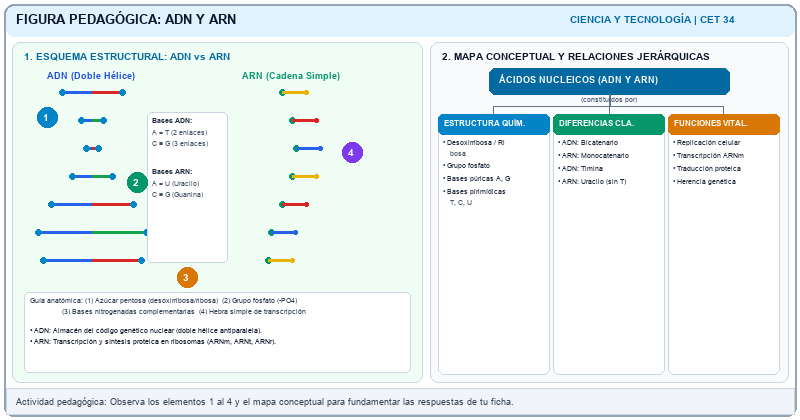 FIGURA PEDAGÓGICA: ADN Y ARN
CIENCIA Y TECNOLOGÍA | CET 34
1. ESQUEMA ESTRUCTURAL: ADN vs ARN
ADN (Doble Hélice)
ARN (Cadena Simple)
1
2
3
4
Bases ADN:
A = T (2 enlaces)
C ≡ G (3 enlaces)
Bases ARN:
A = U (Uracilo)
C ≡ G (Guanina)
Guía anatómica: (1) Azúcar pentosa (desoxirribosa/ribosa) (2) Grupo fosfato (-PO4)
(3) Bases nitrogenadas complementarias (4) Hebra simple de transcripción
• ADN: Almacén del código genético nuclear (doble hélice antiparalela).
• ARN: Transcripción y síntesis proteica en ribosomas (ARNm, ARNt, ARNr).
2. MAPA CONCEPTUAL Y RELACIONES JERÁRQUICAS
ÁCIDOS NUCLEICOS (ADN Y ARN)
(constituidos por)
ESTRUCTURA QUÍM.
• Desoxirribosa / Ri
bosa
• Grupo fosfato
• Bases púricas A, G
• Bases pirimídicas
T, C, U
DIFERENCIAS CLA.
• ADN: Bicatenario
• ARN: Monocatenario
• ADN: Timina
• ARN: Uracilo (sin T)
FUNCIONES VITAL.
• Replicación celular
• Transcripción ARNm
• Traducción proteica
• Herencia genética
Actividad pedagógica: Observa los elementos 1 al 4 y el mapa conceptual para fundamentar las respuestas de tu ficha.